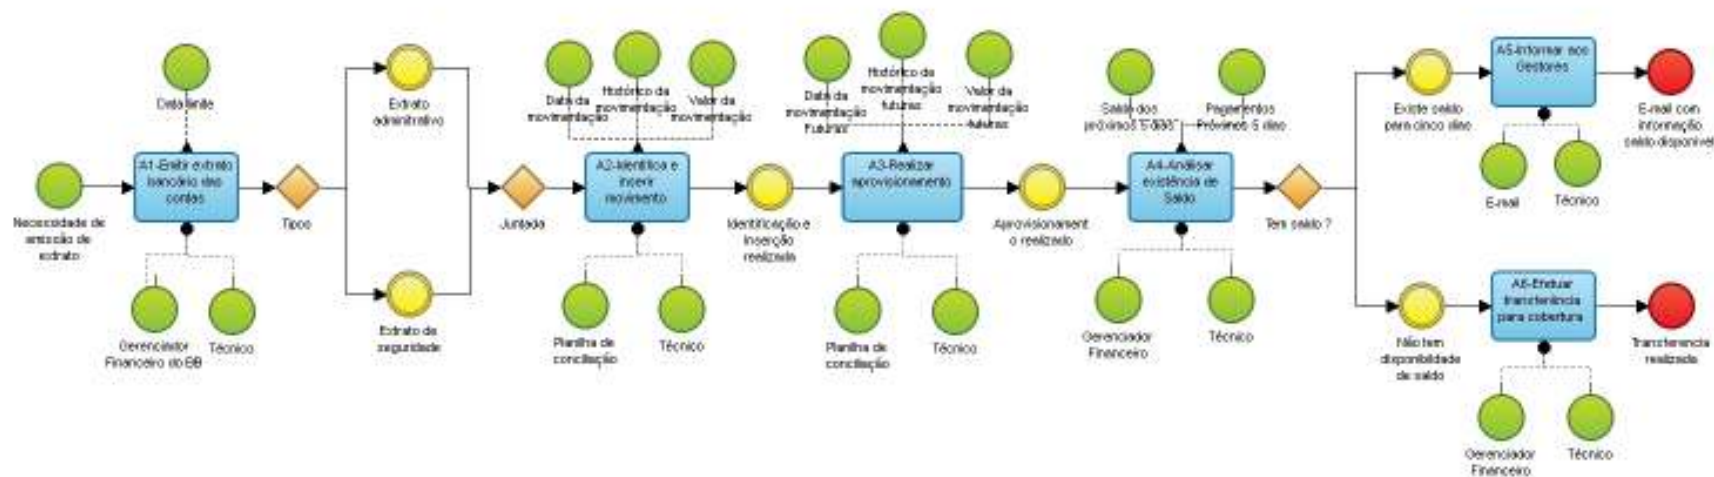 Data limite
A1-Emitir extrato
bancário das
contas
Necessidade de
emissão de
extrato
Gerenciador
Financeiro do BB
Técnico
Tipos
Extrato
adminitrativo
Extrato de
seguridade
Juntada
Data da
movimentação
Histórico da
movimentação
Valor da
movimentação
A2-Identifica e
inserir
movimento
Planilha de
conciliação
Técnico
Identificação e
inserção
realizada
Data da
movimentação
Futuras
Histórico da
movimentação
futuras
Valor da
movimentação
futuras
A3-Realizar
aprovisionamento
Planilha de
conciliação
Técnico
Aprovisionament
o realizado
Saldo dos
próximos 5 dias
Pagamentos
Próximos 5 dias
A4-Análisar
existência de
Saldo
Gerenciador
Financeiro
Técnico
Tem saldo ?
Existe saldo
para cinco dias
A5-Informar aos
Gestores
E-mail com
informação
saldo disponível
E-mail
Técnico
Não tem
disponibilidade
de saldo
A6-Efetuar
transferência
para cobertura
Transferencia
realizada
Gerenciador
Financeiro
Técnico